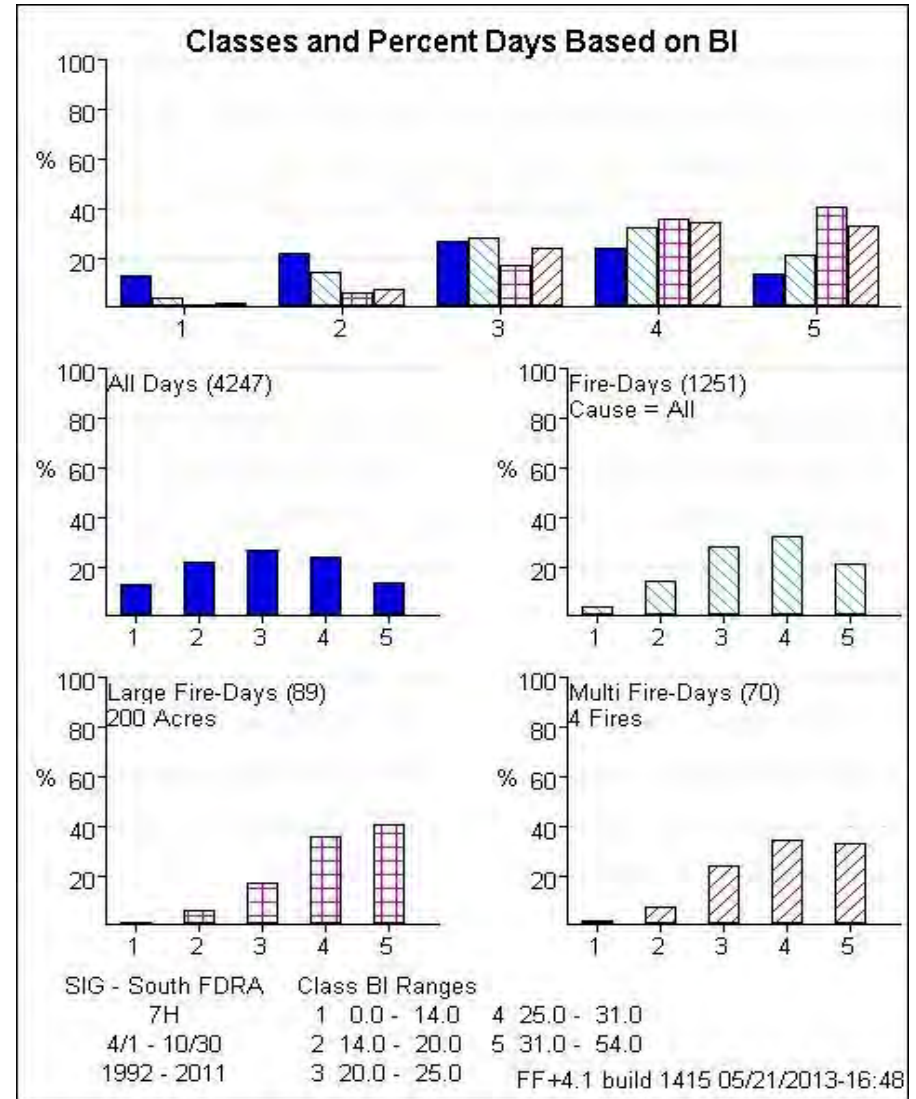 Classes and Percent Days Based on BI
100
80
% 60
40
20
1 2 3 4 5
100 All Days (4247)
80
% 60
40
20
1 2 3 4 5
100 Fire-Days (1251)
80 Cause = All
% 60
40
20
1 2 3 4 5
100 Large Fire-Days (89)
80 200 Acres
% 60
40
20
1 2 3 4 5
100 Multi Fire-Days (70)
80 4 Fires
% 60
40
20
1 2 3 4 5
SIG - South FDRA Class BI Ranges
7H 1 0.0 - 14.0 4 25.0 - 31.0
4/1 - 10/30 2 14.0 - 20.0 5 31.0 - 54.0
1992 - 2011 3 20.0 - 25.0 FF+4.1 build 1415 05/21/2013-16:48